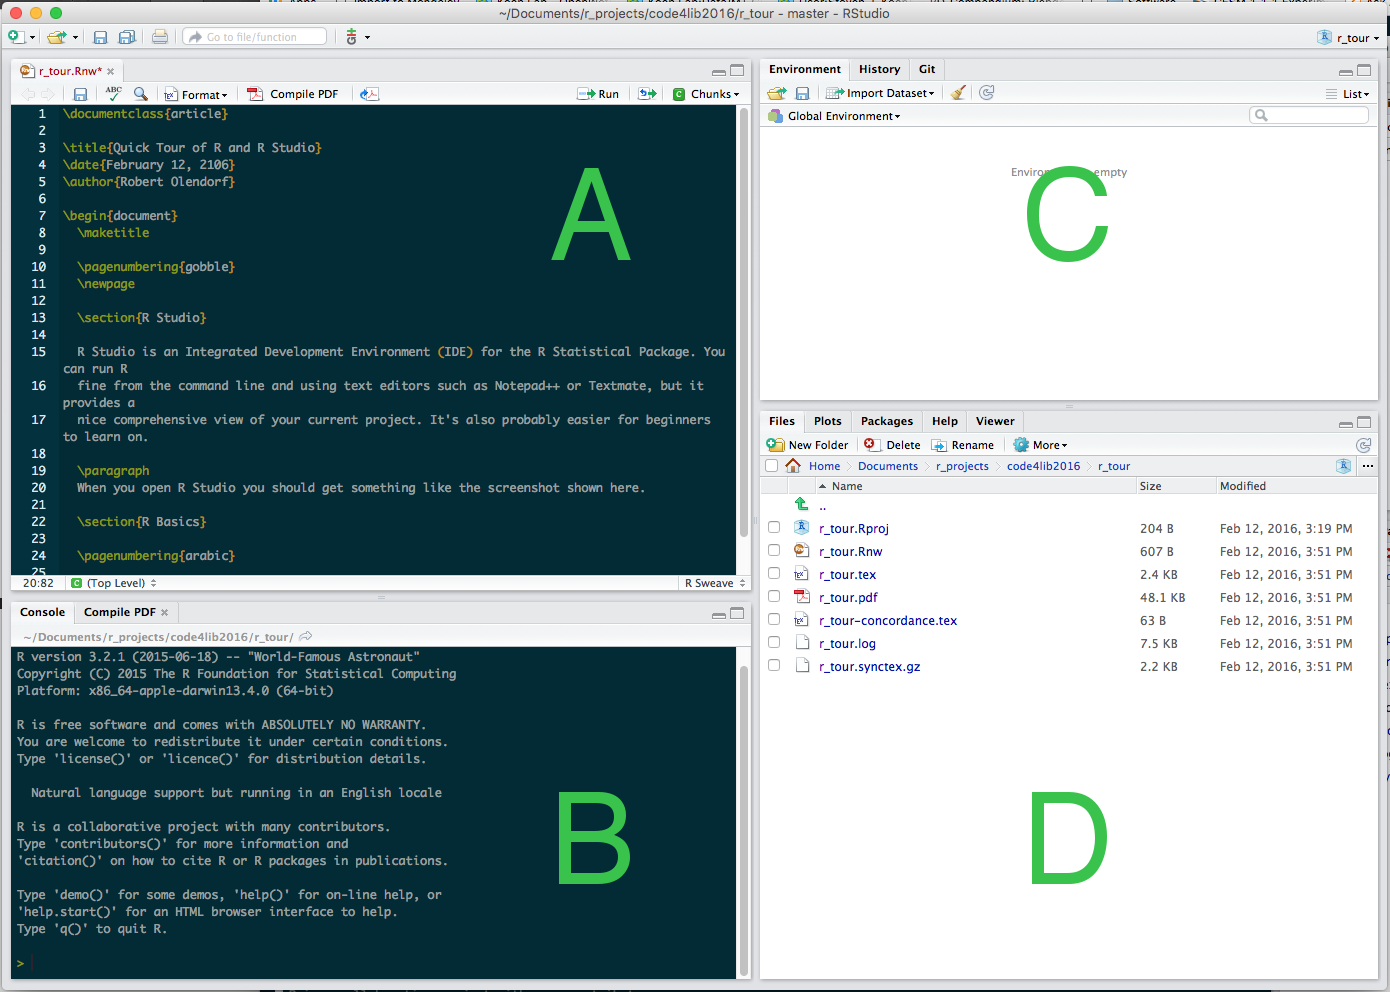 ~/Documents/r_projects/code4lib2016/r_tour - master - RStudio
Go to file/function
r_tour
r_tour.Rnw*
ABC
Format
Compile PDF
Run
Chunks
1 \documentclass{article}
2
3 \title{Quick Tour of R and R Studio}
4 \date{February 12, 2106}
5 \author{Robert Olendorf}
6
7 \begin{document}
8 \maketitle
9
10 \pagenumbering{gobble}
11 \newpage
12
13 \section{R Studio}
14
15 R Studio is an Integrated Development Environment (IDE) for the R Statistical Package. You
can run R
16 fine from the command line and using text editors such as Notepad++ or Textmate, but it
provides a
17 nice comprehensive view of your current project. It's also probably easier for beginners
to learn on.
18
19 \paragraph
20 When you open R Studio you should get something like the screenshot shown here.
21
22 \section{R Basics}
23
24 \pagenumbering{arabic}
25
20:82 (Top Level) R Sweave
A
Console Compile PDF
~/Documents/r_projects/code4lib2016/r_tour/
R version 3.2.1 (2015-06-18) -- "World-Famous Astronaut"
Copyright (C) 2015 The R Foundation for Statistical Computing
Platform: x86_64-apple-darwin13.4.0 (64-bit)
R is free software and comes with ABSOLUTELY NO WARRANTY.
You are welcome to redistribute it under certain conditions.
Type 'license()' or 'licence()' for distribution details.
Natural language support but running in an English locale
R is a collaborative project with many contributors.
Type 'contributors()' for more information and
'citation()' on how to cite R or R packages in publications.
Type 'demo()' for some demos, 'help()' for on-line help, or
'help.start()' for an HTML browser interface to help.
Type 'q()' to quit R.
>
B
Environment History Git
Import Dataset
List
Global Environment
empty
C
Files Plots Packages Help Viewer
New Folder Delete Rename More
Home Documents r_projects code4lib2016 r_tour
Name Size Modified
..
r_tour.Rproj 204 B Feb 12, 2016, 3:19 PM
r_tour.Rnw 607 B Feb 12, 2016, 3:51 PM
r_tour.tex 2.4 KB Feb 12, 2016, 3:51 PM
r_tour.pdf 48.1 KB Feb 12, 2016, 3:51 PM
r_tour-concordance.tex 63 B Feb 12, 2016, 3:51 PM
r_tour.log 7.5 KB Feb 12, 2016, 3:51 PM
r_tour.synctex.gz 2.2 KB Feb 12, 2016, 3:51 PM
D